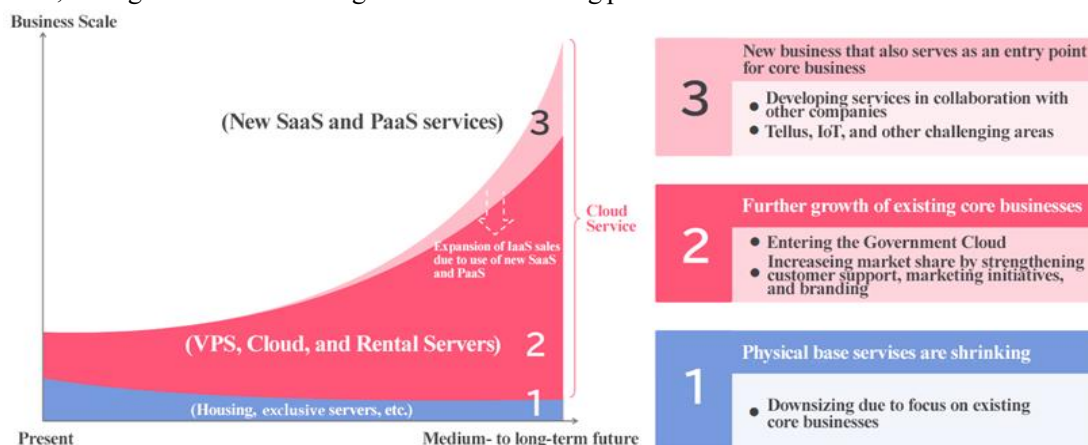 Business Scale
(New SaaS and PaaS services)
3
Cloud
Service
Expansion of IaaS sales
due to use of new SaaS
and PaaS
(VPS, Cloud, and Rental Servers)
2
(Housing, exclusive servers, etc.)
1
Present
Medium- to long-term future
3
New business that also serves as an entry point
for core business
● Developing services in collaboration with
other companies
● Tellus, IoT, and other challenging areas
2
Further growth of existing core businesses
● Entering the Government Cloud
Increaseing market share by strengthening
● customer support, marketing initiatives,
and branding
1
Physical base servises are shrinking
● Downsizing due to focus on existing
core businesses